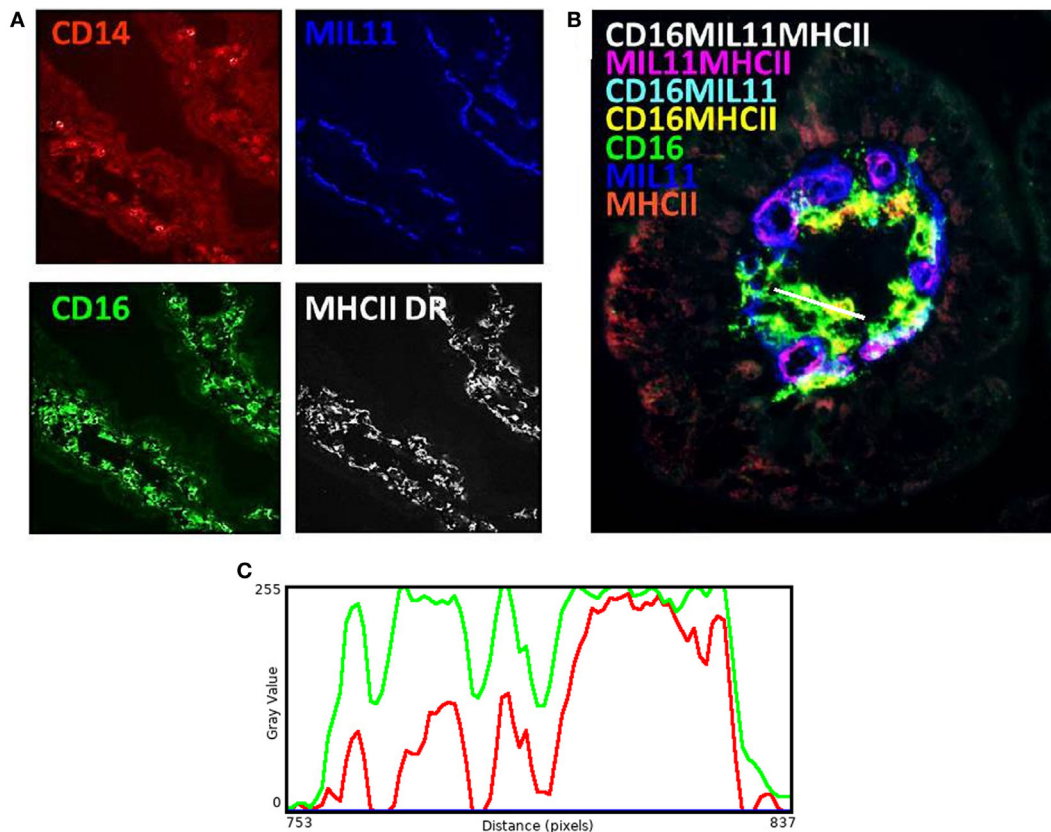 A
CD14
MIL11
CD16
MHCII DR
B
CD16MIL11MHCII
MIL11MHCII
CD16MIL11
CD16MHCII
CD16
MIL11
MHCII
C
255
Gray Value
0
753
Distance (pixels)
837